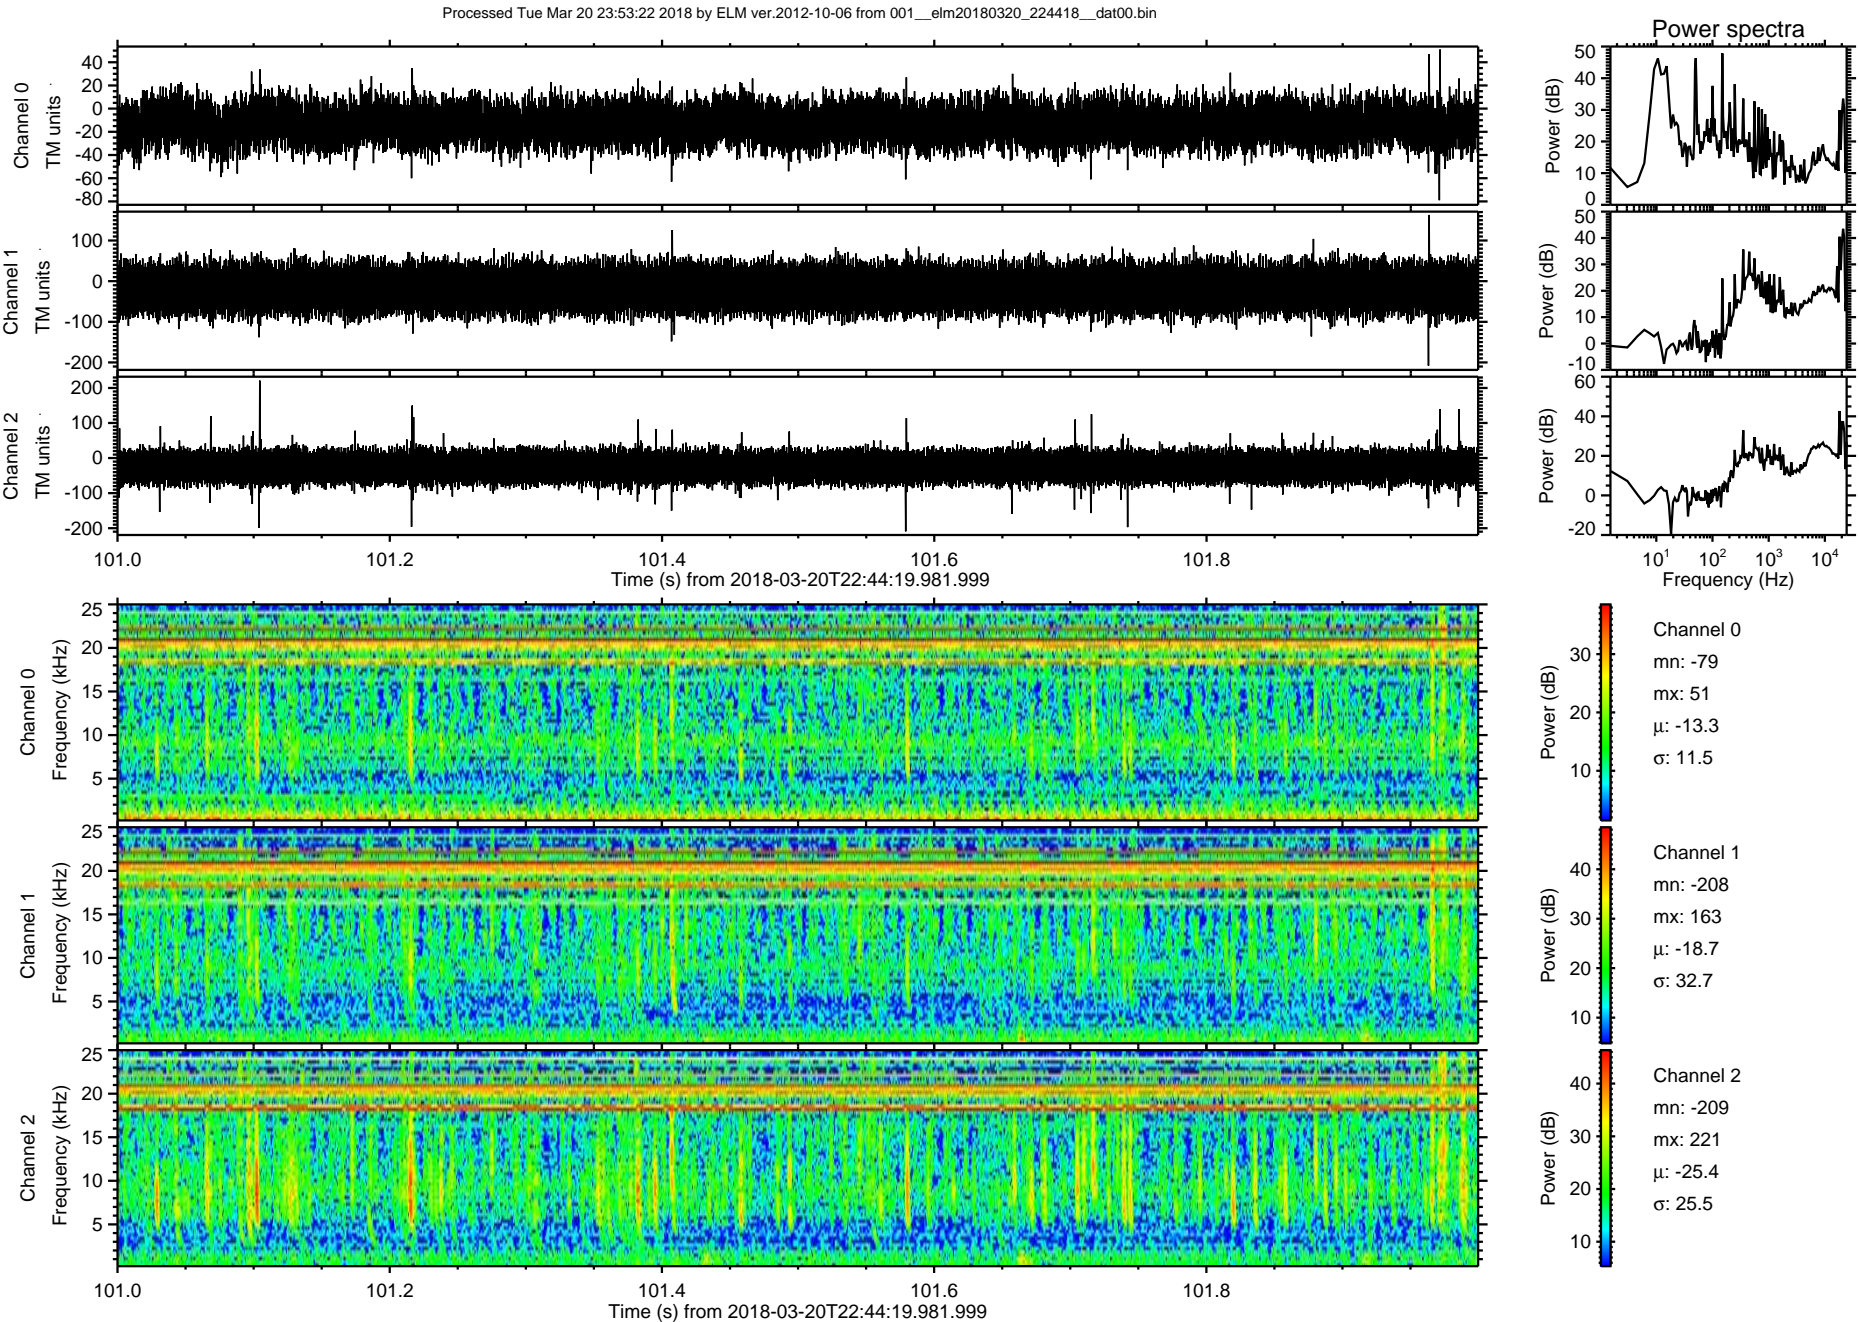 Processed Tue Mar 20 23:53:22 2018 by ELM ver.2012-10-06 from 001__elm20180320_224418__dat00.bin
Power spectra
Channel 0
TM units
40
20
0
-20
-40
-60
-80
Power (dB)
50
40
30
20
10
0
Channel 1
TM units
100
0
-100
-200
Power (dB)
50
40
30
20
10
0
-10
Channel 2
TM units
200
100
0
-100
-200
Power (dB)
60
40
20
0
-20
101.0 101.2 101.4 101.6 101.8
Time (s) from 2018-03-20T22:44:19.981.999
10¹ 10² 10³ 10⁴
Frequency (Hz)
Channel 0
Frequency (kHz)
25
20
15
10
5
Power (dB)
30
20
10
Channel 0
mn: -79
mx: 51
μ: -13.3
σ: 11.5
Channel 1
Frequency (kHz)
25
20
15
10
5
Power (dB)
40
30
20
10
Channel 1
mn: -208
mx: 163
μ: -18.7
σ: 32.7
Channel 2
Frequency (kHz)
25
20
15
10
5
Power (dB)
40
30
20
10
Channel 2
mn: -209
mx: 221
μ: -25.4
σ: 25.5
101.0 101.2 101.4 101.6 101.8
Time (s) from 2018-03-20T22:44:19.981.999